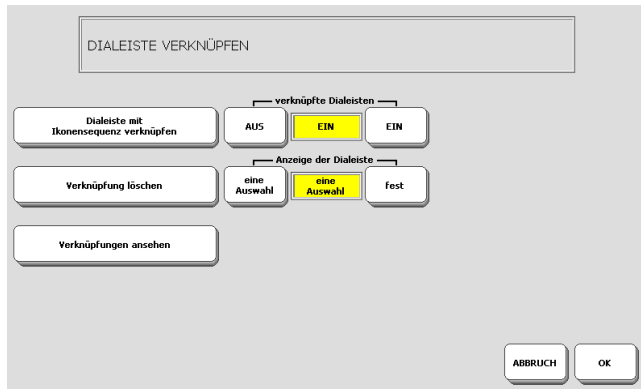 DIALEISTE VERKNÜPFEN
verknüpfte Dialeisten
Dialeiste mit
Ikonensequenz verknüpfen
AUS
EIN
EIN
Anzeige der Dialeiste
Verknüpfung löschen
eine
Auswahl
eine
Auswahl
fest
Verknüpfungen ansehen
ABBRUCH
OK